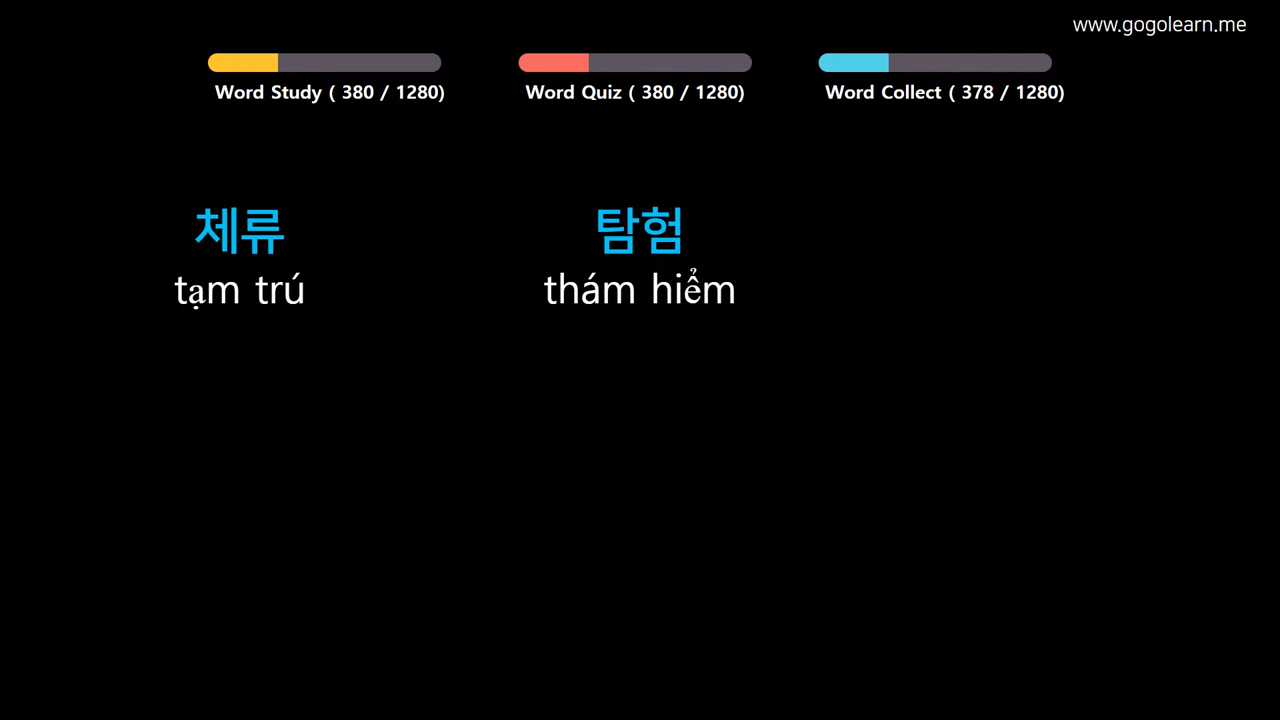 www.gogolearn.me
Word Study ( 380 / 1280)
Word Quiz ( 380 / 1280)
Word Collect ( 378 / 1280)
체류
탐험
tạm trú
thám hiểm